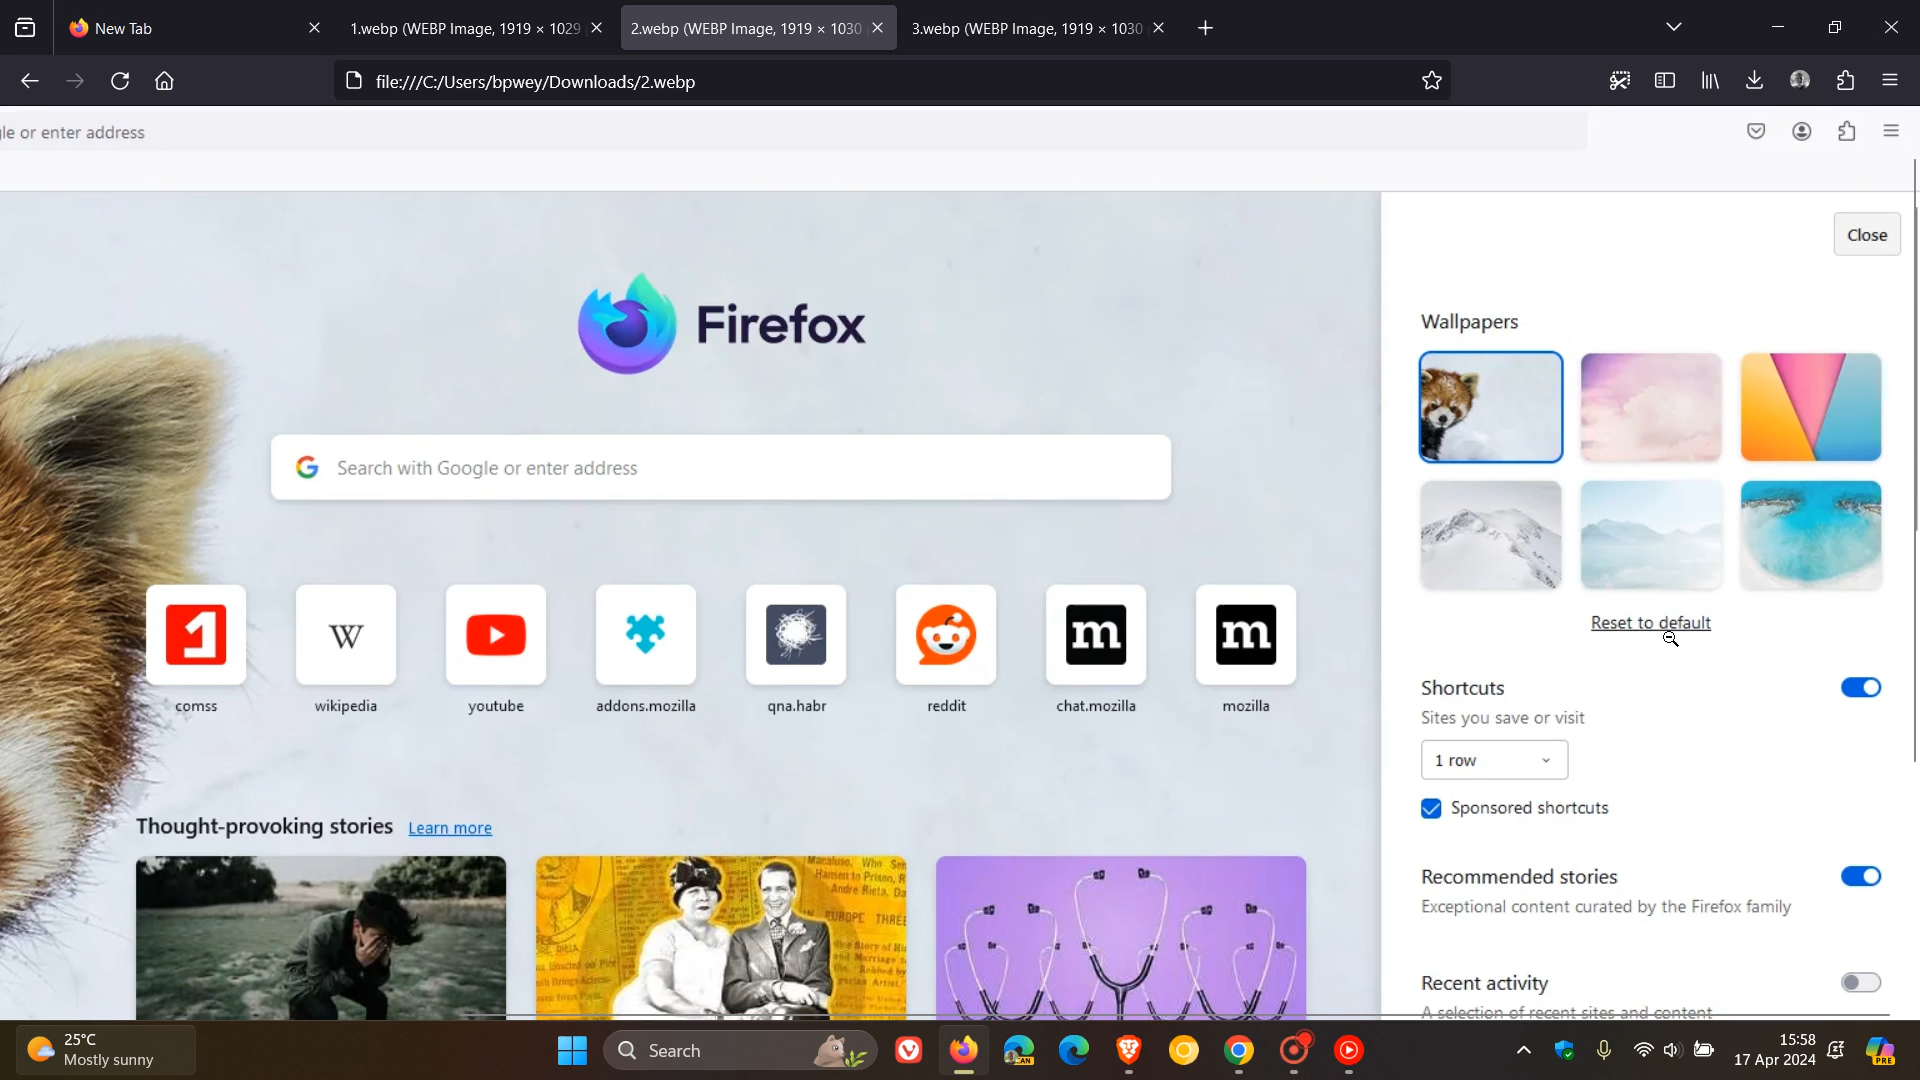 New Tab
1.webp (WEBP Image, 1919 × 1029
2.webp (WEBP Image, 1919 × 1030
3.webp (WEBP Image, 1919 × 1030
file:///C:/Users/bpwey/Downloads/2.webp
gle or enter address
Close
Firefox
Wallpapers
Search with Google or enter address
Reset to default
W
m
m
comss
wikipedia
youtube
addons.mozilla
qna.habr
reddit
chat.mozilla
mozilla
Shortcuts
Sites you save or visit
1 row
Sponsored shortcuts
Thought-provoking stories Learn more
Recommended stories
Exceptional content curated by the Firefox family
Recent activity
A selection of recent sites and content
25°C
Mostly sunny
Search
CAN
15:58
17 Apr 2024
PRE